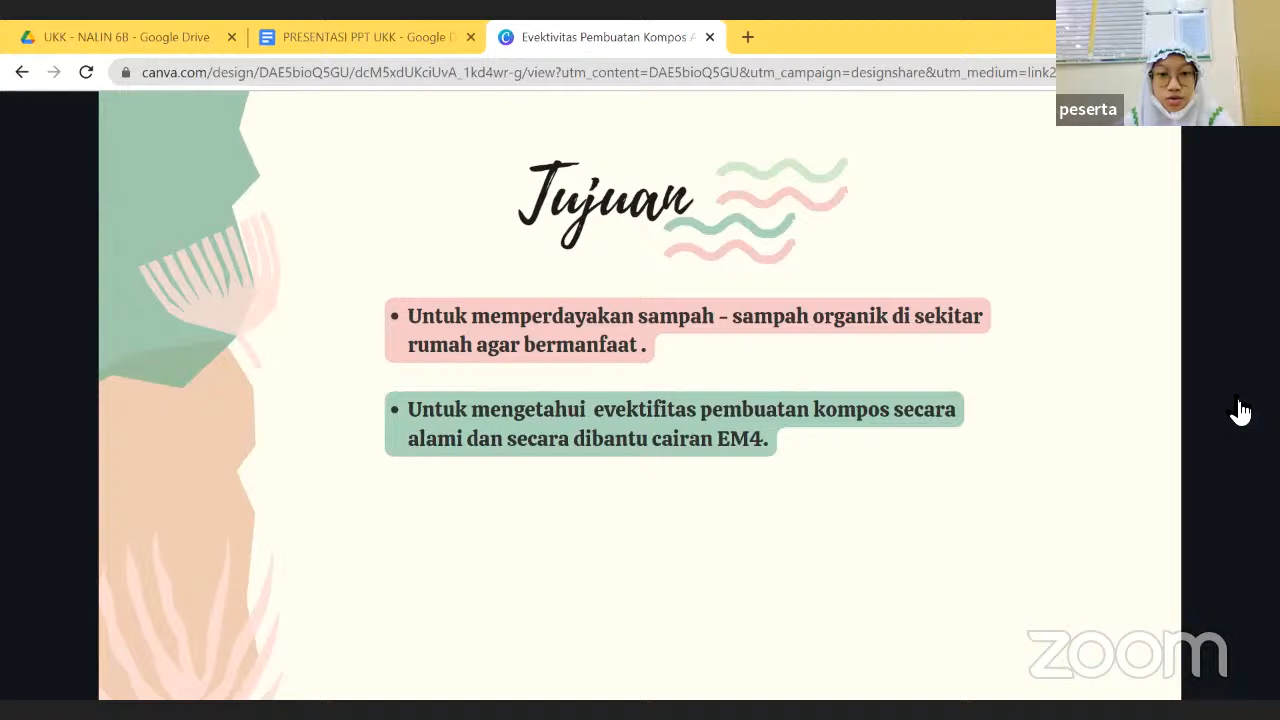 UKK - NALIN 6B - Google Drive
PRESENTASI PPT UKK - Google D
Evektivitas Pembuatan Kompos A
canva.com/design/DAE5bioQ5GU/dcM5xdUKciUvA_1kd4wr-g/view?utm_content=DAE5bioQ5GU&utm_campaign=designshare&utm_medium=link2
peserta
Tujuan
• Untuk memperdayakan sampah - sampah organik di sekitar
rumah agar bermanfaat .
• Untuk mengetahui evektifitas pembuatan kompos secara
alami dan secara dibantu cairan EM4.
zoom